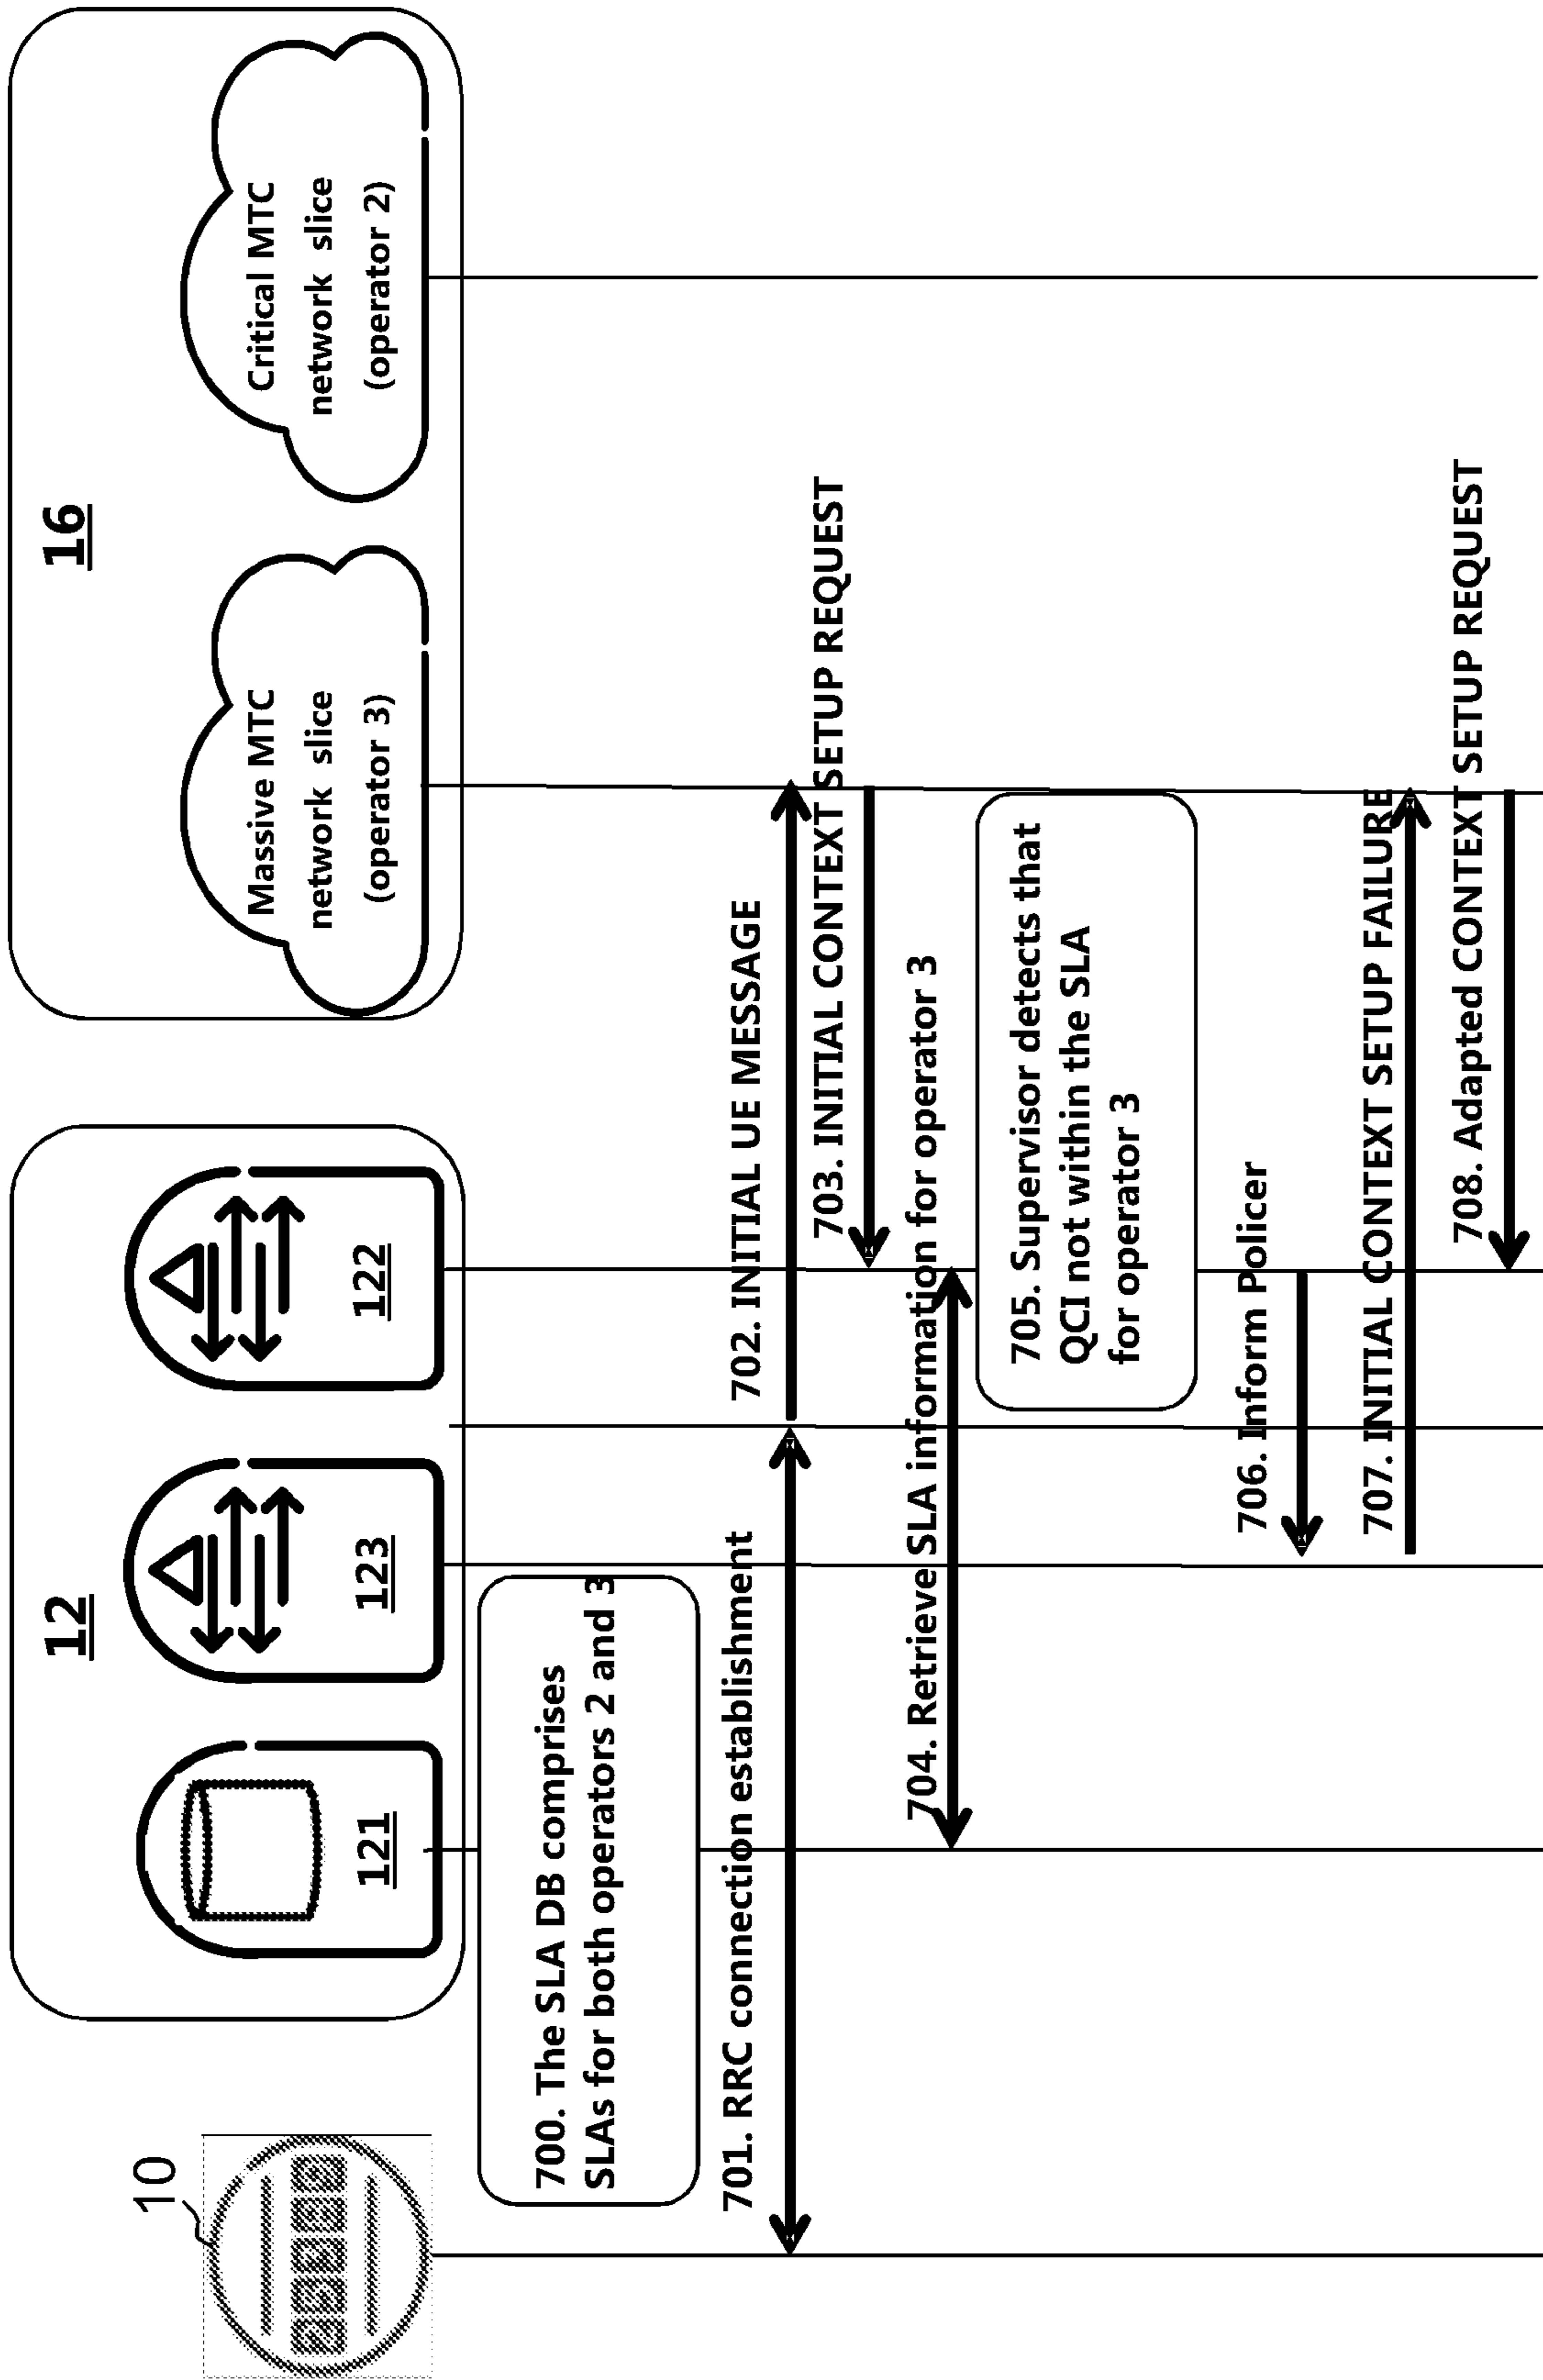 10
12
16
121
123
122
Massive MTC
network slice
(operator 3)
Critical MTC
network slice
(operator 2)
700. The SLA DB comprises
SLAs for both operators 2 and 3
701. RRC connection establishment
702. INITIAL UE MESSAGE
703. INITIAL CONTEXT SETUP REQUEST
704. Retrieve SLA information for operator 3
705. Supervisor detects that
QCI not within the SLA
for operator 3
706. Inform Policer
707. INITIAL CONTEXT SETUP FAILURE
708. Adapted CONTEXT SETUP REQUEST